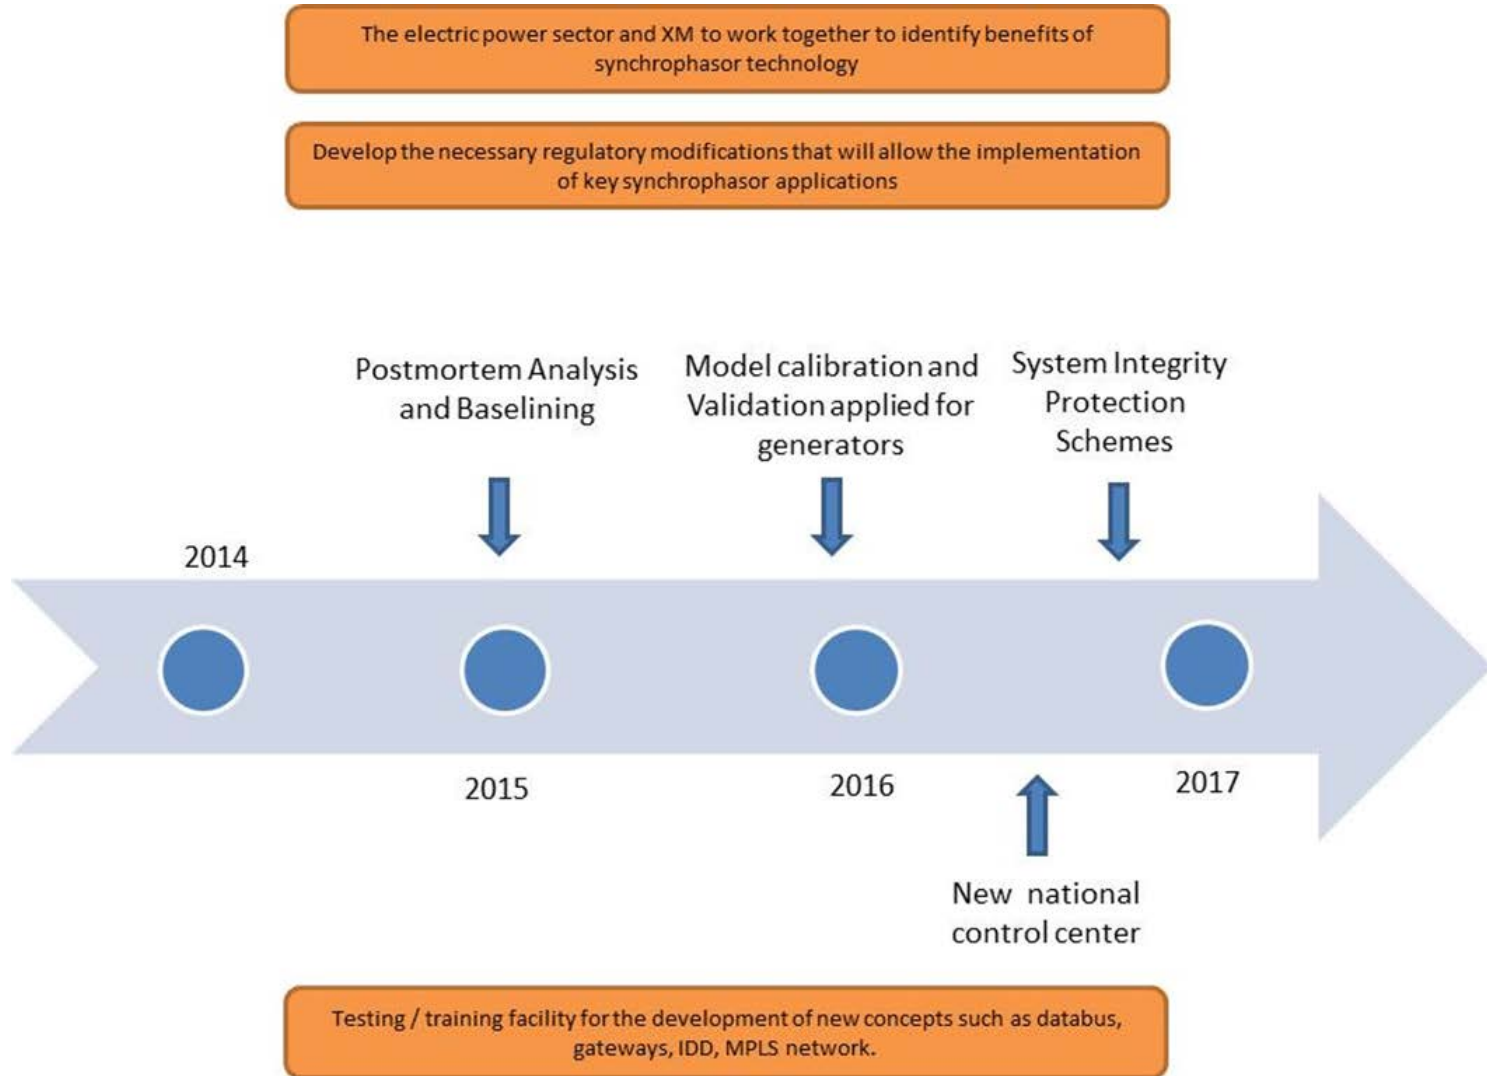 The electric power sector and XM to work together to identify benefits of
synchrophasor technology
Develop the necessary regulatory modifications that will allow the implementation
of key synchrophasor applications
Postmortem Analysis
and Baselining
Model calibration and
Validation applied for
generators
System Integrity
Protection
Schemes
2014
2015
2016
2017
New national
control center
Testing / training facility for the development of new concepts such as databus,
gateways, IDD, MPLS network.